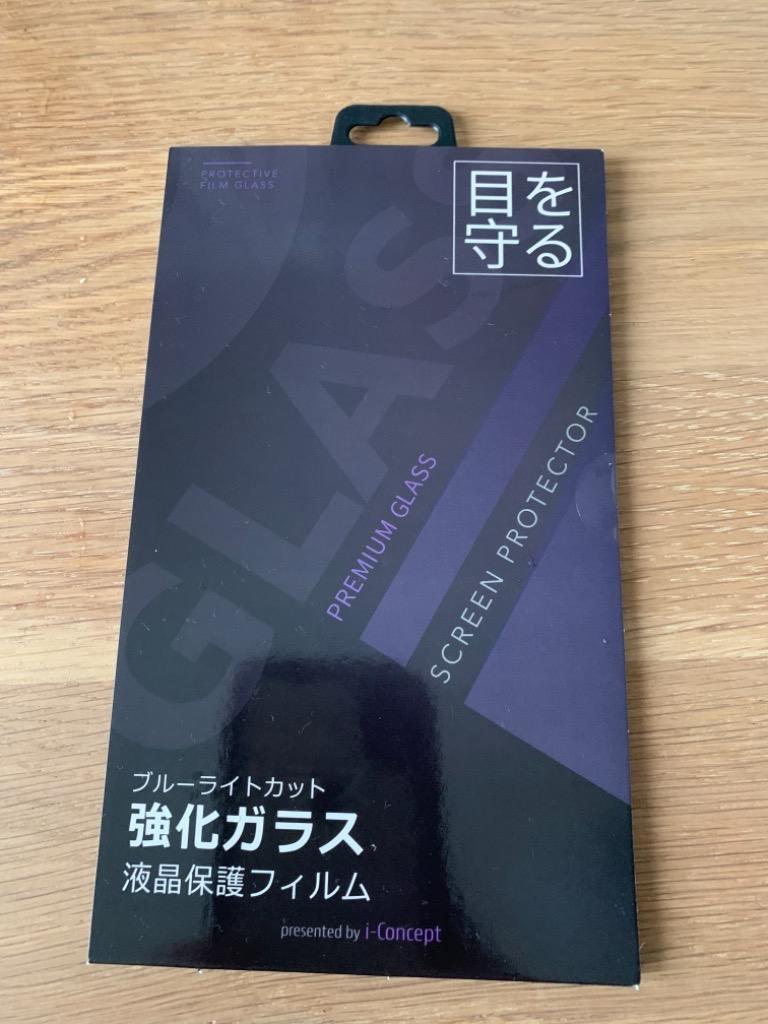 PROTECTIVE
FILM GLASS
目を
守る
GLASS
PREMIUM GLASS
SCREEN PROTECTOR
ブルーライトカット
強化ガラス
液晶保護フィルム
presented by i-Concept